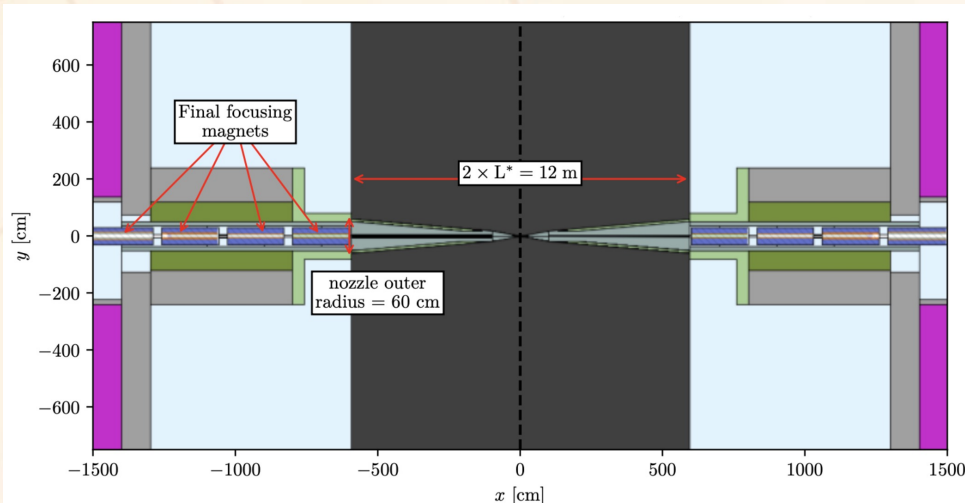 600
400
200
0
−200
−400
−600
y [cm]
Final focusing
magnets
2 × L* = 12 m
nozzle outer
radius = 60 cm
−1500
−1000
−500
0
500
1000
1500
x [cm]